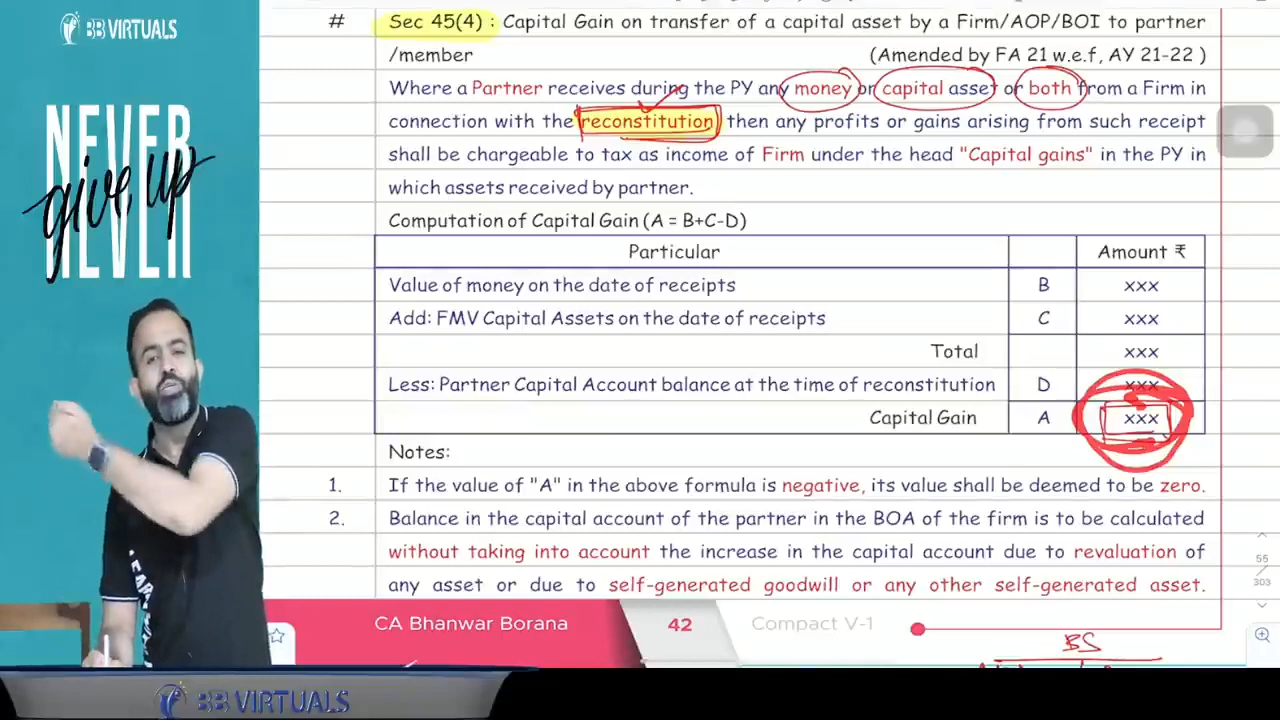 BB VIRTUALS
NEVER
give up
NEVER
# Sec 45(4) : Capital Gain on transfer of a capital asset by a Firm/AOP/BOI to partner
/member (Amended by FA 21 w.e.f, AY 21-22 )
Where a Partner receives during the PY any money or capital asset or both from a Firm in
connection with the reconstitution, then any profits or gains arising from such receipt
shall be chargeable to tax as income of Firm under the head "Capital gains" in the PY in
which assets received by partner.
Computation of Capital Gain (A = B+C-D)
Particular Amount ₹
Value of money on the date of receipts B xxx
Add: FMV Capital Assets on the date of receipts C xxx
Total xxx
Less: Partner Capital Account balance at the time of reconstitution D xxx
Capital Gain A xxx
Notes:
1. If the value of "A" in the above formula is negative, its value shall be deemed to be zero.
2. Balance in the capital account of the partner in the BOA of the firm is to be calculated
without taking into account the increase in the capital account due to revaluation of
any asset or due to self-generated goodwill or any other self-generated asset.
55
303
CA Bhanwar Borana 42 Compact V-1
BS
BB VIRTUALS